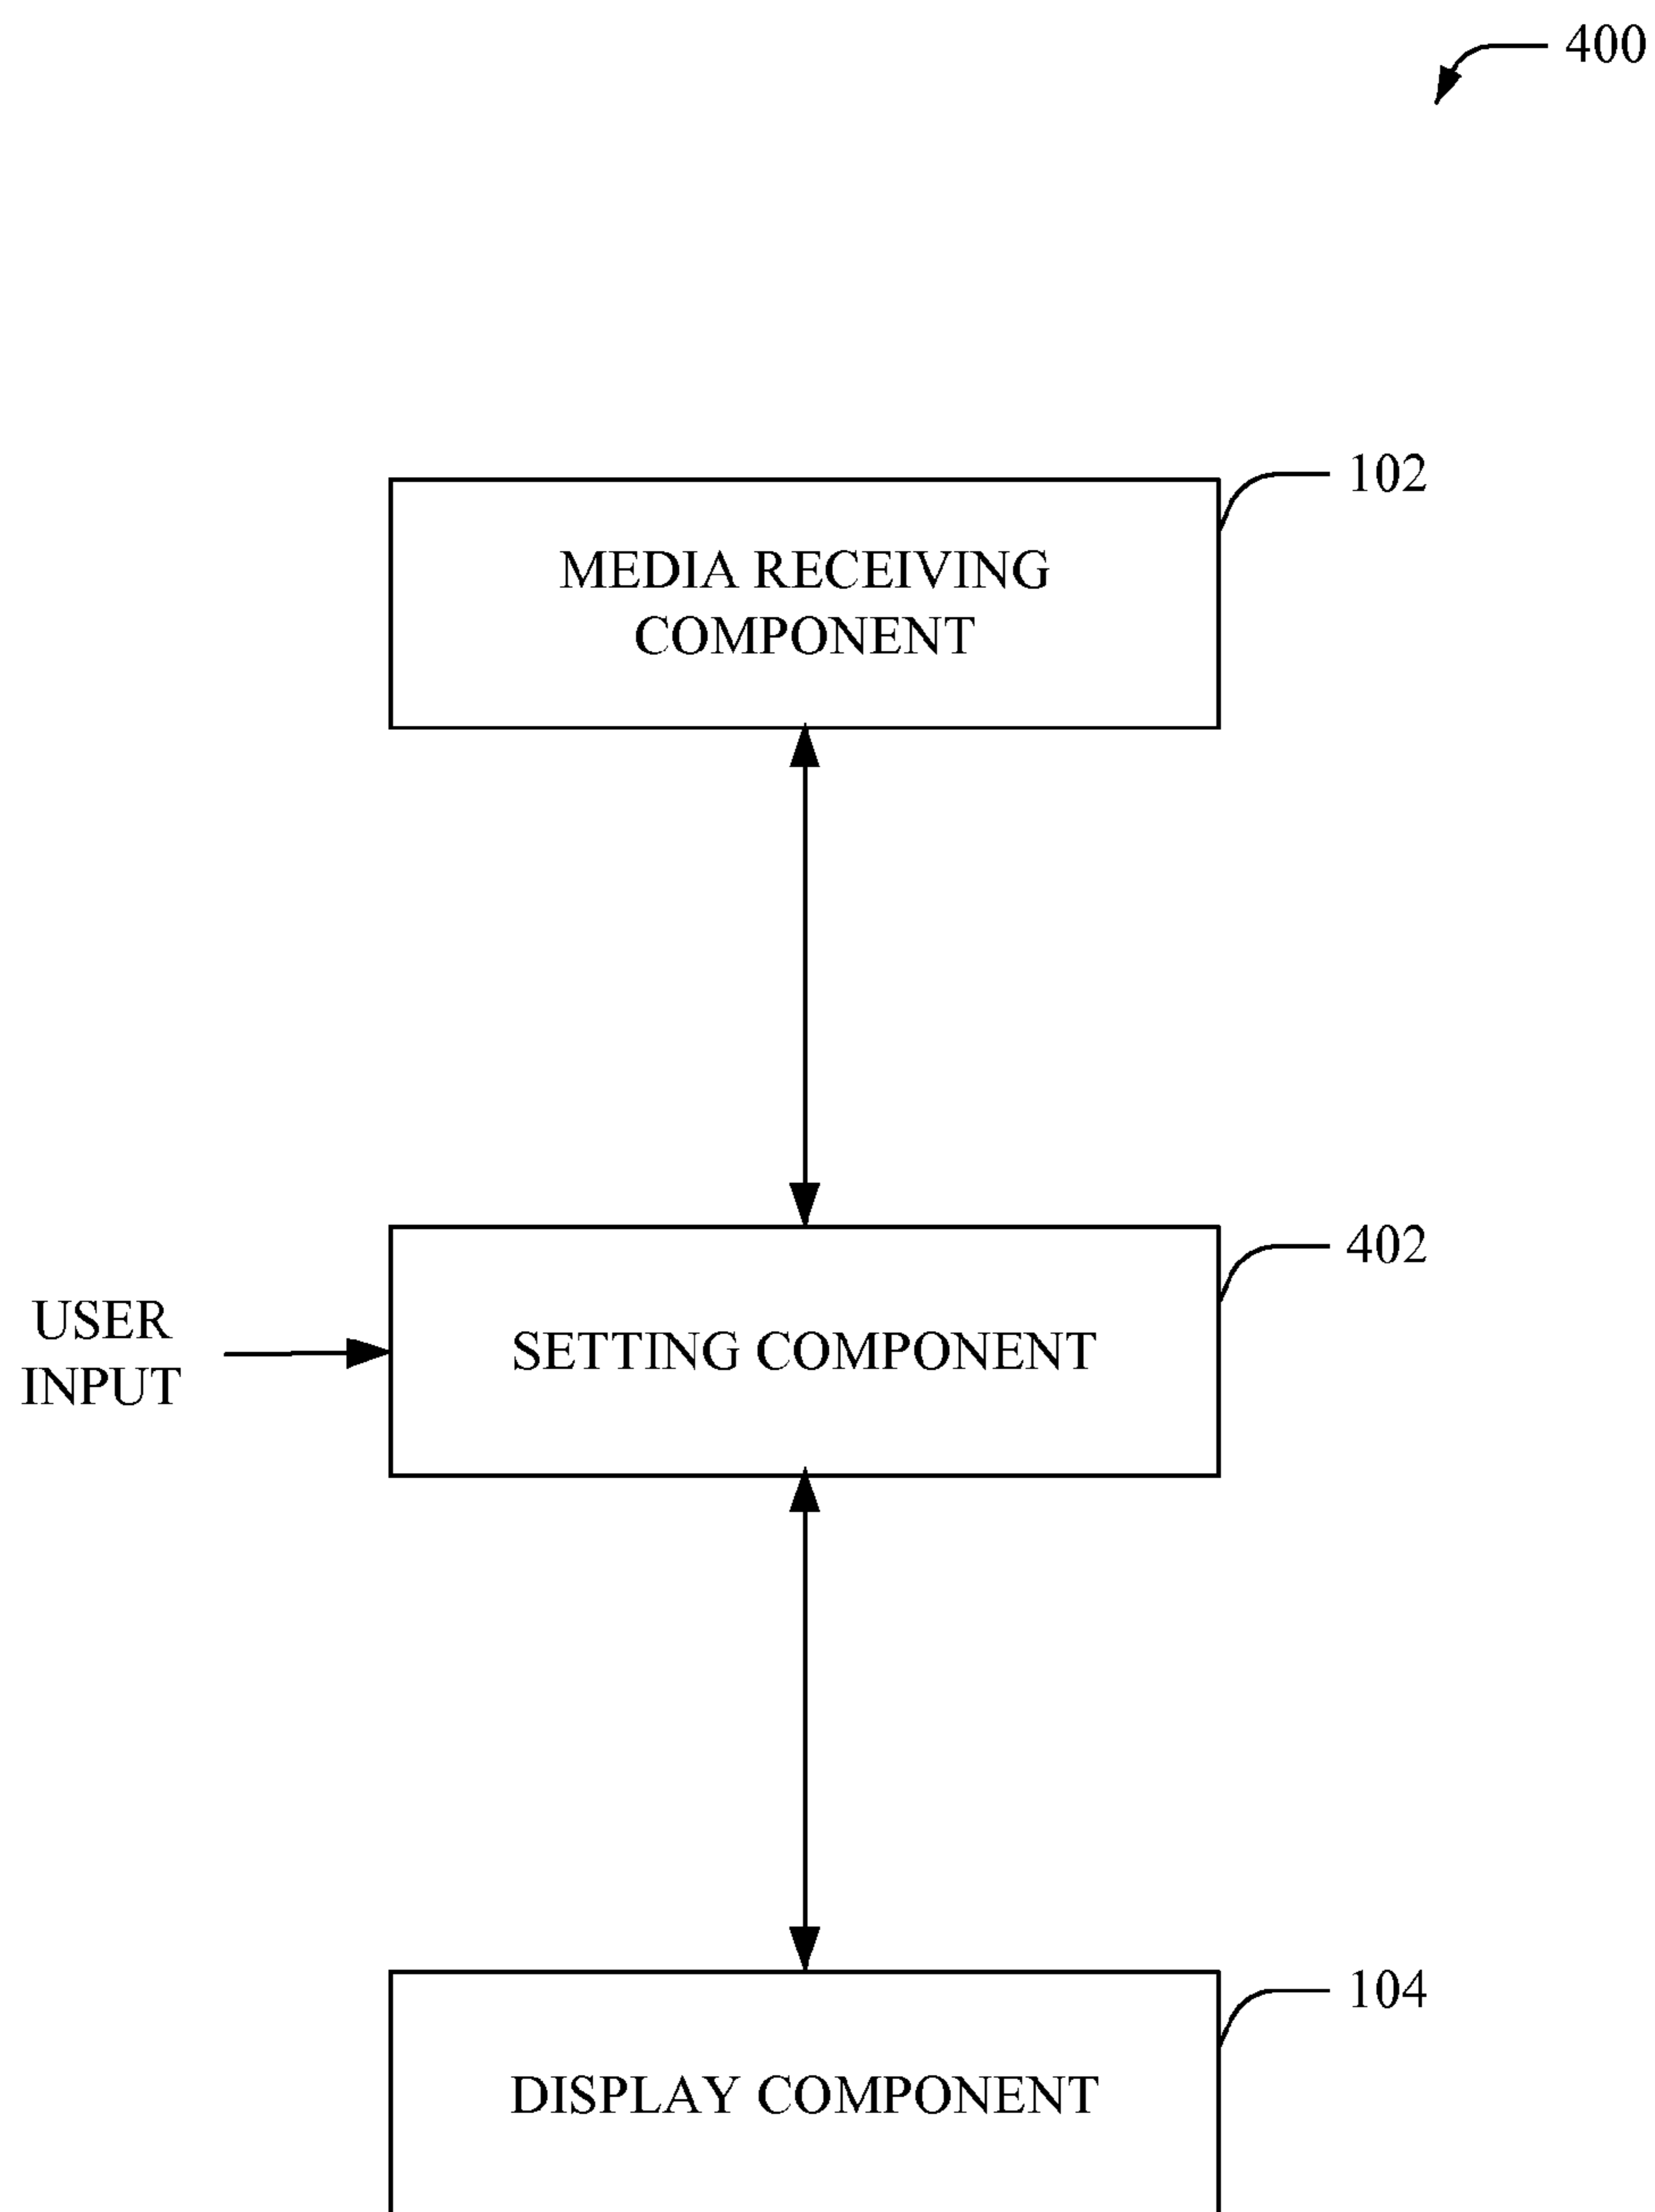 400
102
MEDIA RECEIVING
COMPONENT
402
USER
INPUT
SETTING COMPONENT
104
DISPLAY COMPONENT